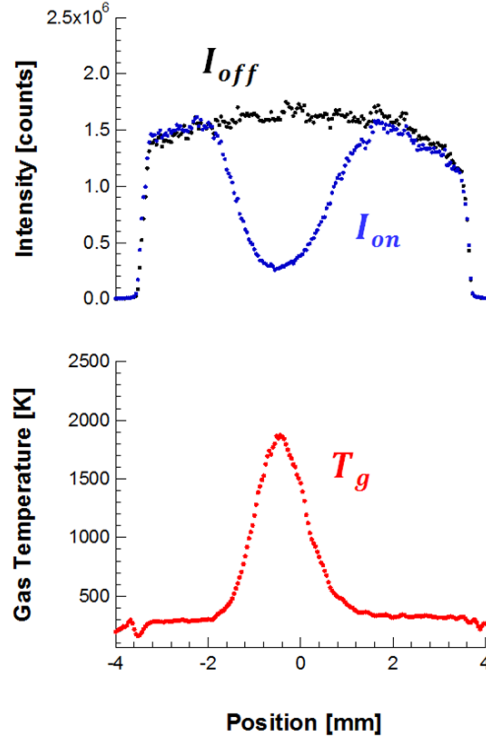 2.5x10⁶
2.0
1.5
1.0
0.5
0.0
Intensity [counts]
I_off
I_on
2500
2000
1500
1000
500
Gas Temperature [K]
T_g
-4 -2 0 2 4
Position [mm]